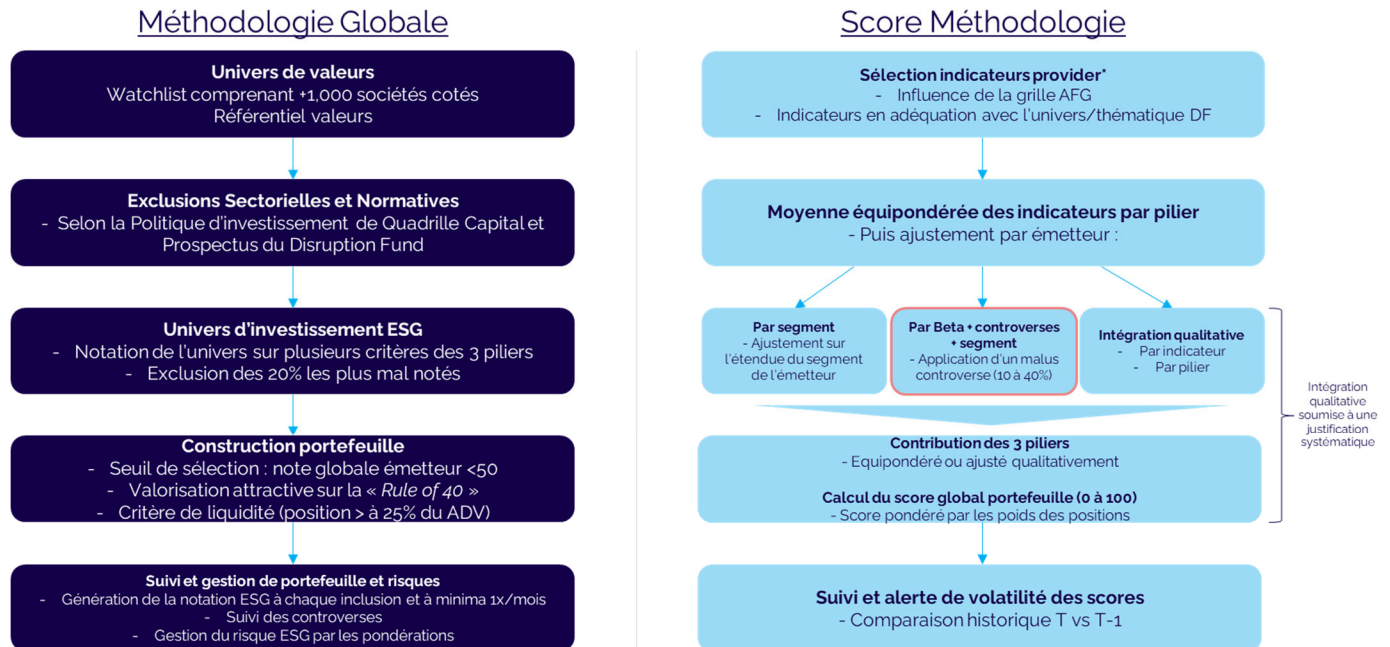 Méthodologie Globale
Univers de valeurs
Watchlist comprenant +1,000 sociétés cotés
Référentiel valeurs
Exclusions Sectorielles et Normatives
- Selon la Politique d'investissement de Quadrille Capital et
Prospectus du Disruption Fund
Univers d'investissement ESG
- Notation de l'univers sur plusieurs critères des 3 piliers
- Exclusion des 20% les plus mal notés
Construction portefeuille
- Seuil de sélection : note globale émetteur <50
- Valorisation attractive sur la « Rule of 40 »
- Critère de liquidité (position > à 25% du ADV)
Suivi et gestion de portefeuille et risques
- Génération de la notation ESG à chaque inclusion et à minima 1x/mois
- Suivi des controverses
- Gestion du risque ESG par les pondérations
Score Méthodologie
Sélection indicateurs provider*
- Influence de la grille AFG
- Indicateurs en adéquation avec l'univers/thématique DF
Moyenne équipondérée des indicateurs par pilier
- Puis ajustement par émetteur :
Par segment
- Ajustement sur
l'étendue du segment
de l'émetteur
Par Beta + controverses
+ segment
- Application d'un malus
controverse (10 à 40%)
Intégration qualitative
- Par indicateur
- Par pilier
Contribution des 3 piliers
- Equipondéré ou ajusté qualitativement
Calcul du score global portefeuille (0 à 100)
- Score pondéré par les poids des positions
Intégration
qualitative
soumise à une
justification
systématique
Suivi et alerte de volatilité des scores
- Comparaison historique T vs T-1